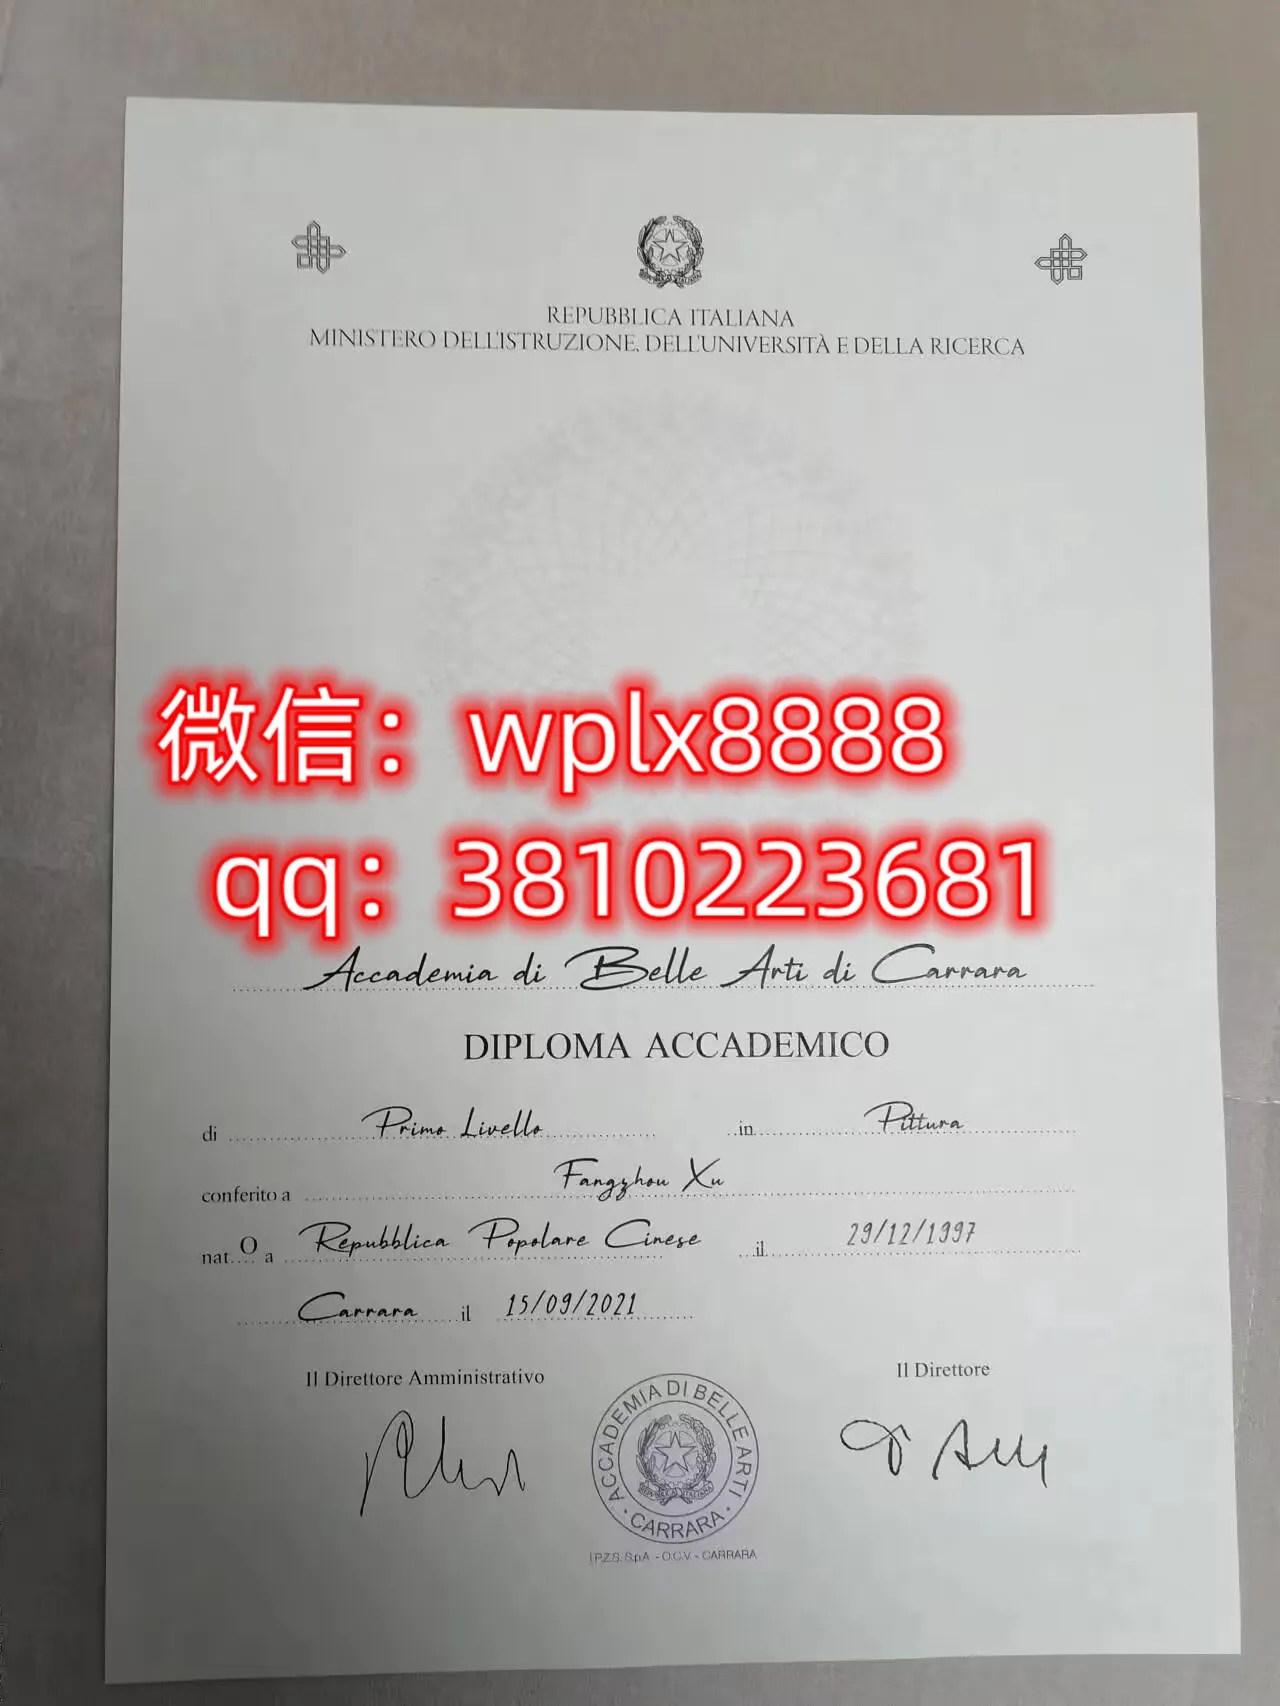 REPUBBLICA ITALIANA
MINISTERO DELL'ISTRUZIONE, DELL'UNIVERSITÀ E DELLA RICERCA
微信：wplx8888
qq：3810223681
Accademia di Belle Arti di Carrara
DIPLOMA ACCADEMICO
di Primo Livello in Pittura
conferito a Fangzhou Xu
nat. O a Repubblica Popolare Cinese il 29/12/1997
Carrara il 15/09/2021
Il Direttore Amministrativo Il Direttore
ACCADEMIA DI BELLE ARTI · CARRARA ·
I.P.Z.S. S.p.A. - O.C.V. - CARRARA